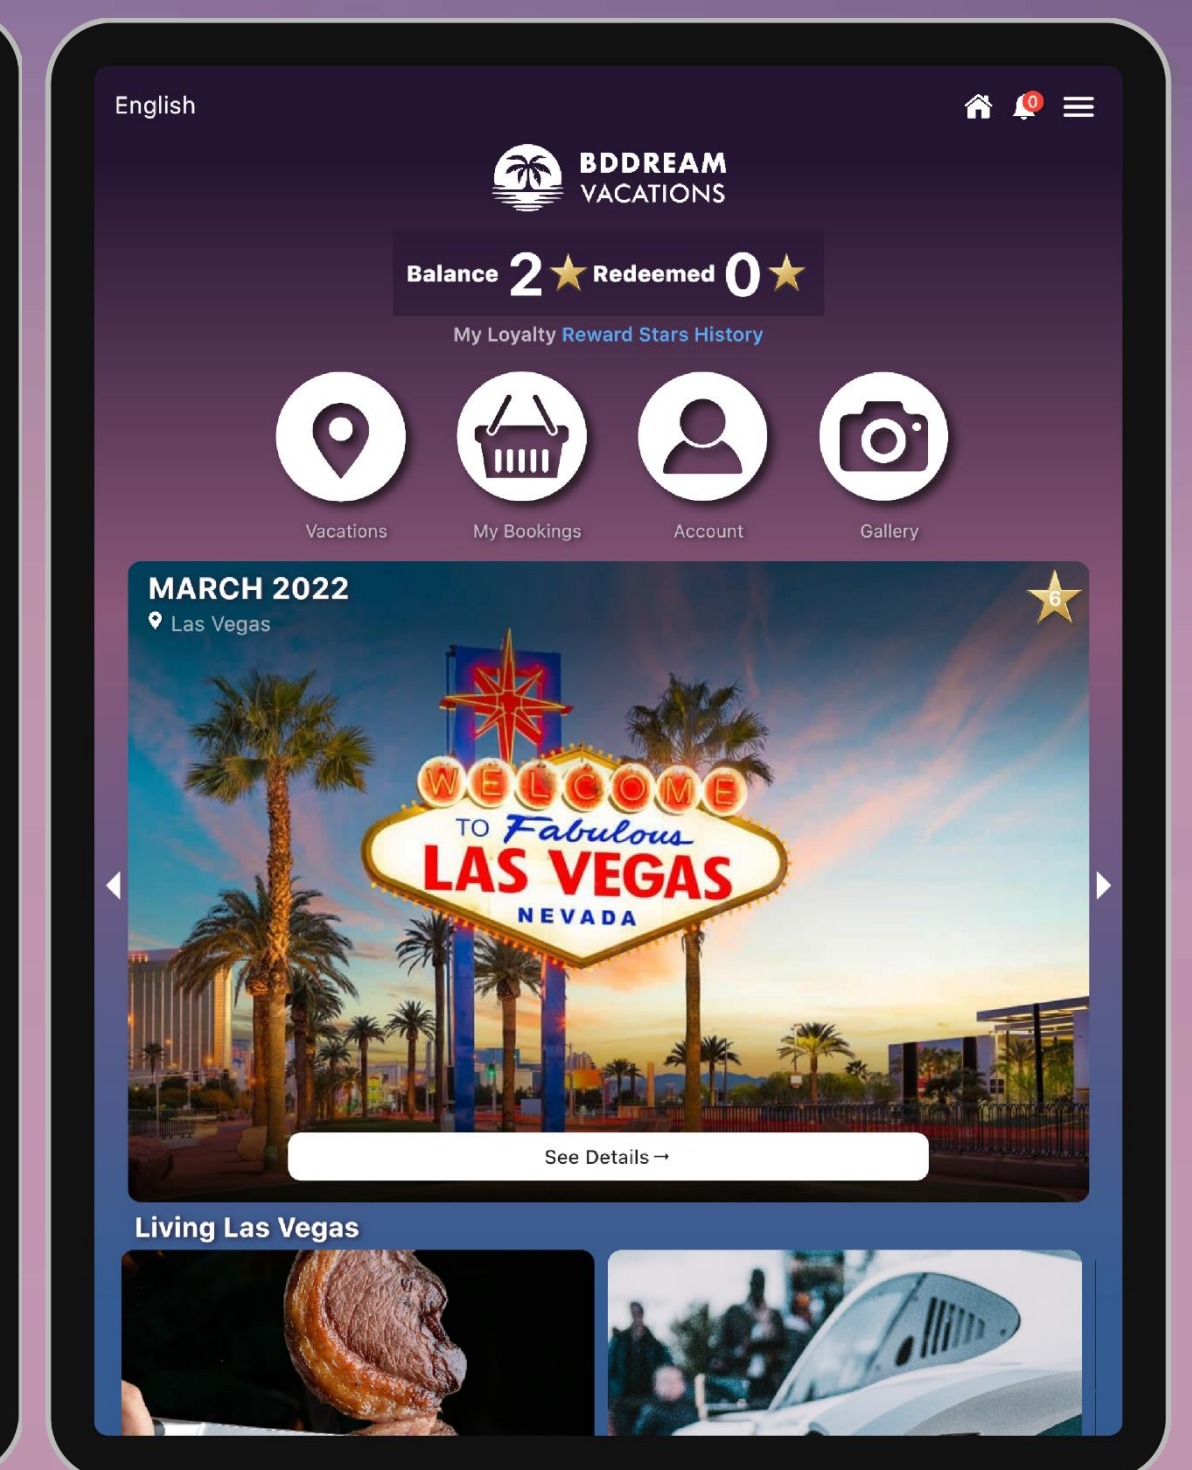 English
0
BDDREAM
VACATIONS
Balance 2 Redeemed 0
My Loyalty Reward Stars History
Vacations My Bookings Account Gallery
MARCH 2022
6
Las Vegas
WELCOME
TO Fabulous
LAS VEGAS
NEVADA
See Details →
Living Las Vegas